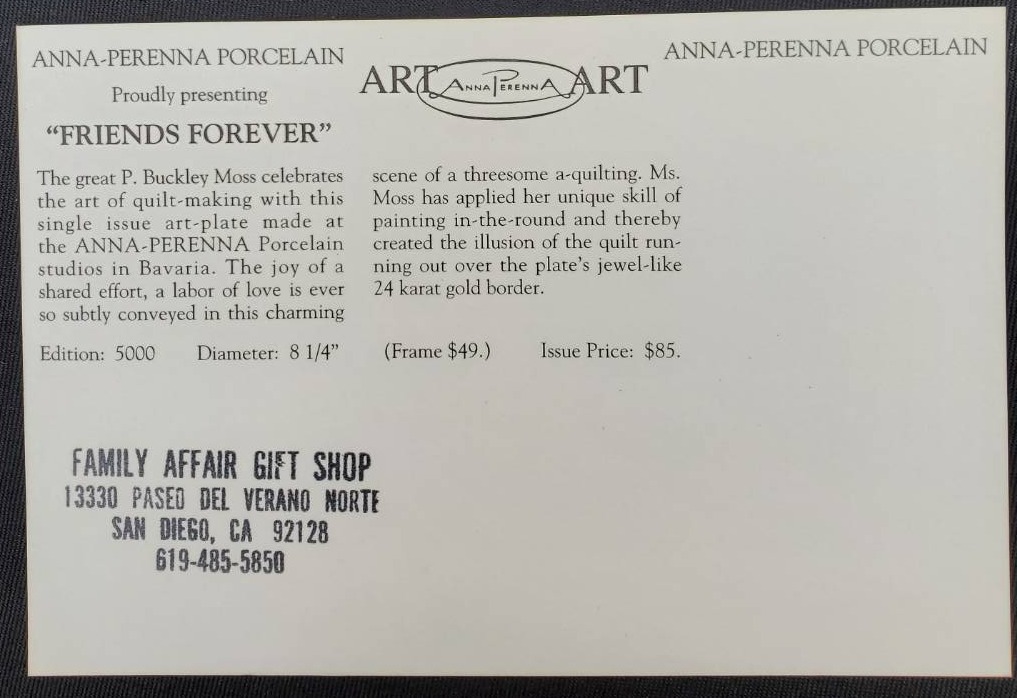 ANNA-PERENNA PORCELAIN
Proudly presenting
“FRIENDS FOREVER”
The great P. Buckley Moss celebrates
the art of quilt-making with this
single issue art-plate made at
the ANNA-PERENNA Porcelain
studios in Bavaria. The joy of a
shared effort, a labor of love is ever
so subtly conveyed in this charming
ART ANNA PERENNA ART
scene of a threesome a-quilting. Ms.
Moss has applied her unique skill of
painting in-the-round and thereby
created the illusion of the quilt run-
ning out over the plate’s jewel-like
24 karat gold border.
ANNA-PERENNA PORCELAIN
Edition: 5000 Diameter: 8 1/4” (Frame $49.) Issue Price: $85.
FAMILY AFFAIR GIFT SHOP
13330 PASEO DEL VERANO NORTE
SAN DIEGO, CA 92128
619-485-5850